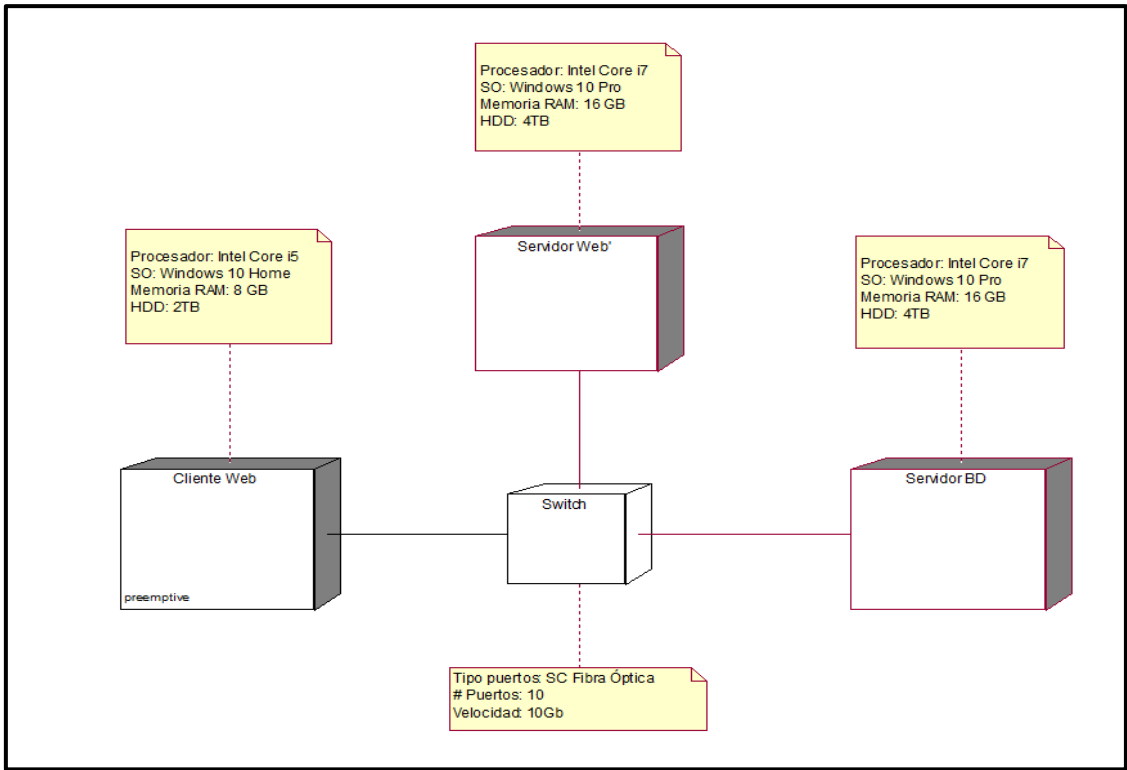 Procesador: Intel Core i7
SO: Windows 10 Pro
Memoria RAM: 16 GB
HDD: 4TB
Servidor Web'
Procesador: Intel Core i5
SO: Windows 10 Home
Memoria RAM: 8 GB
HDD: 2TB
Procesador: Intel Core i7
SO: Windows 10 Pro
Memoria RAM: 16 GB
HDD: 4TB
Cliente Web
preemptive
Switch
Servidor BD
Tipo puertos: SC Fibra Óptica
# Puertos: 10
Velocidad: 10Gb